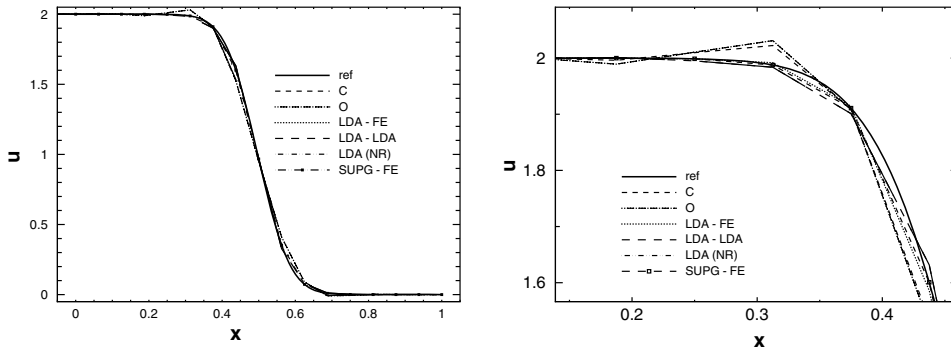 2
1.5
1
0.5
0
u
0
0.2
0.4
0.6
0.8
1
x
ref
C
O
LDA - FE
LDA - LDA
LDA (NR)
SUPG - FE
2
1.8
1.6
u
0.2
0.3
0.4
x
ref
C
O
LDA - FE
LDA - LDA
LDA (NR)
SUPG - FE